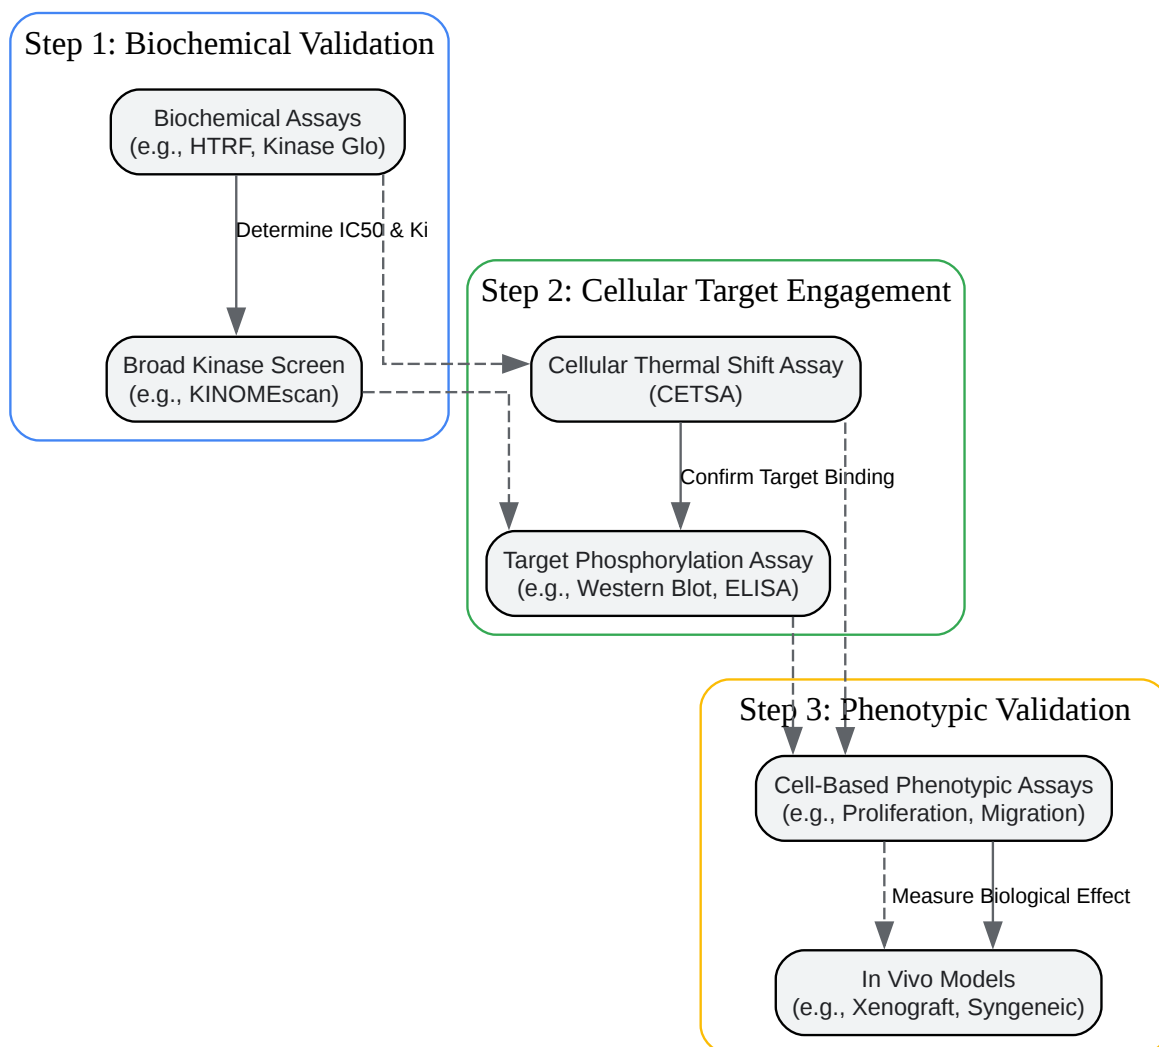 Step 1: Biochemical Validation
Biochemical Assays
(e.g., HTRF, Kinase Glo)
Determine IC50 & Ki
Broad Kinase Screen
(e.g., KINOMEscan)
Step 2: Cellular Target Engagement
Cellular Thermal Shift Assay
(CETSA)
Confirm Target Binding
Target Phosphorylation Assay
(e.g., Western Blot, ELISA)
Step 3: Phenotypic Validation
Cell-Based Phenotypic Assays
(e.g., Proliferation, Migration)
Measure Biological Effect
In Vivo Models
(e.g., Xenograft, Syngeneic)